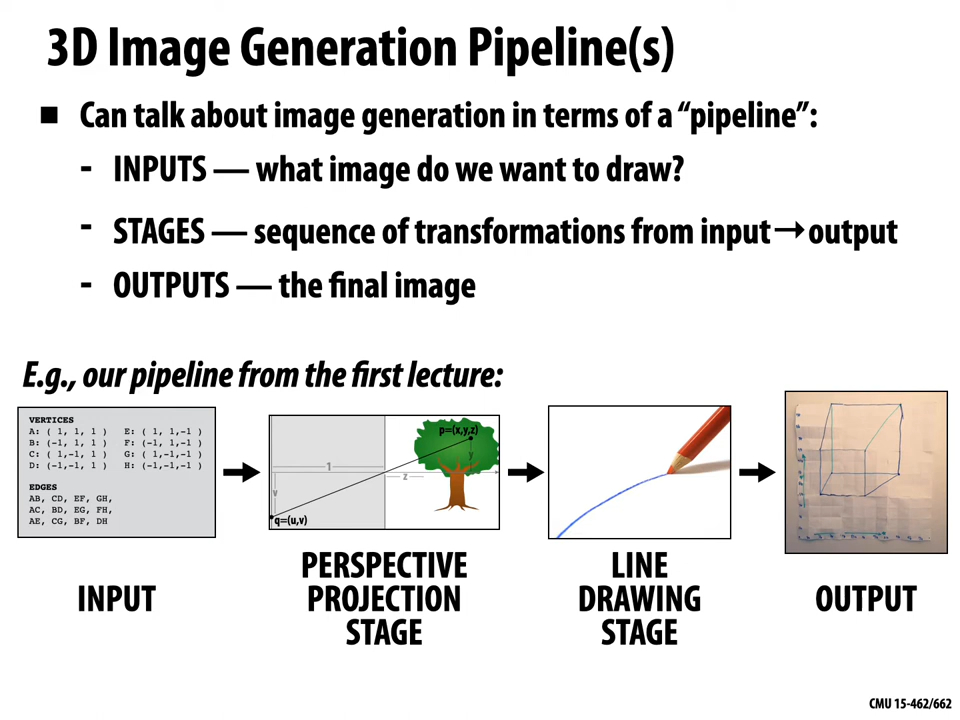 3D Image Generation Pipeline(s)
■ Can talk about image generation in terms of a “pipeline”:
- INPUTS — what image do we want to draw?
- STAGES — sequence of transformations from input→output
- OUTPUTS — the final image
E.g., our pipeline from the first lecture:
VERTICES
A: ( 1, 1, 1 ) E: ( 1, 1,-1 )
B: (-1, 1, 1 ) F: (-1, 1,-1 )
C: ( 1,-1, 1 ) G: ( 1,-1,-1 )
D: (-1,-1, 1 ) H: (-1,-1,-1 )
EDGES
AB, CD, EF, GH,
AC, BD, EG, FH,
AE, CG, BF, DH
p=(x,y,z)
1
z
y
v
q=(u,v)
INPUT
PERSPECTIVE
PROJECTION
STAGE
LINE
DRAWING
STAGE
OUTPUT
CMU 15-462/662